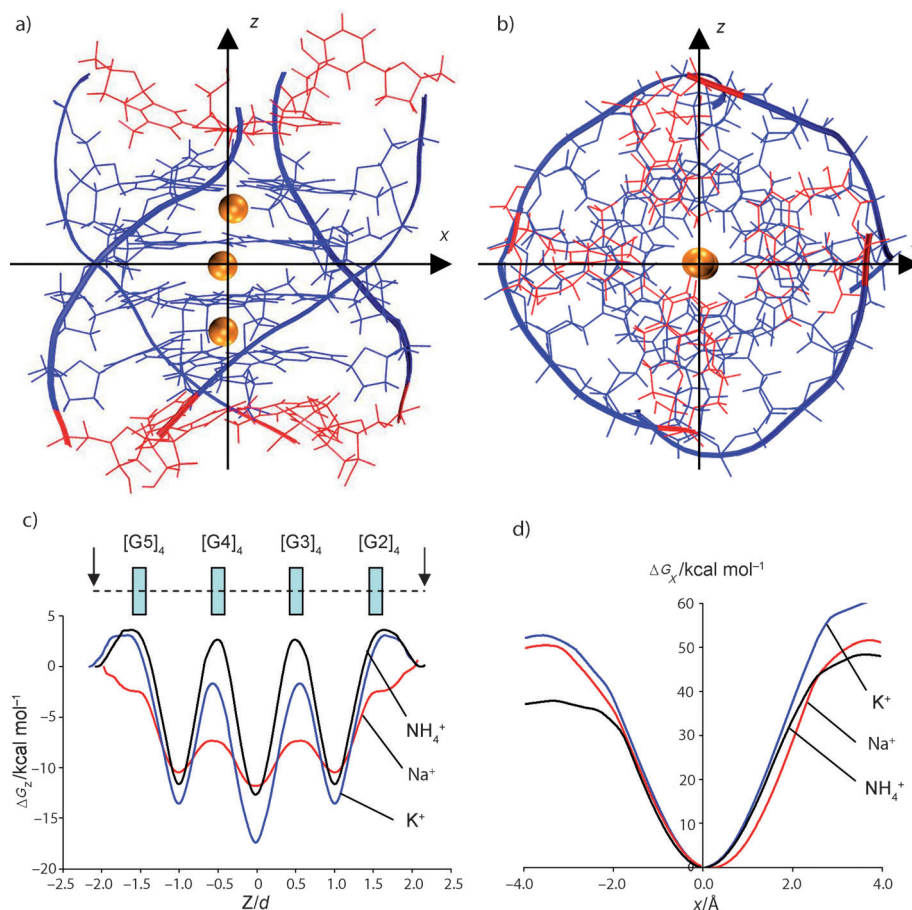 a)
z
x
b)
z
c)
[G5]₄ [G4]₄ [G3]₄ [G2]₄
ΔG_z/kcal mol⁻¹
5
0
−5
−10
−15
−20
NH₄⁺
Na⁺
K⁺
-2.5 -2.0 -1.5 -1.0 -0.5 0 0.5 1.0 1.5 2.0 2.5
Z/d
d)
ΔG_X/kcal mol⁻¹
60
50
40
30
20
10
0
K⁺
Na⁺
NH₄⁺
−4.0 −2.0 0.0 2.0 4.0
x/Å